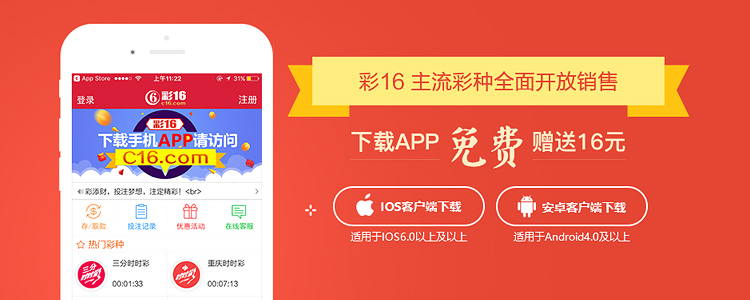 App Store
上午11:22
31%
登录
6 彩16
c16.com
注册
彩16
下载手机APP请访问
C16.com
彩添财，投注梦想，注定精彩！<br>
存/取款
投注记录
优惠活动
在线客服
热门彩种
三分时时彩
00:01:33
重庆时时彩
00:07:13
彩16 主流彩种全面开放销售
下载APP 免费 赠送16元
IOS客户端下载
适用于IOS6.0以上及以上
安卓客户端下载
适用于Android4.0及以上